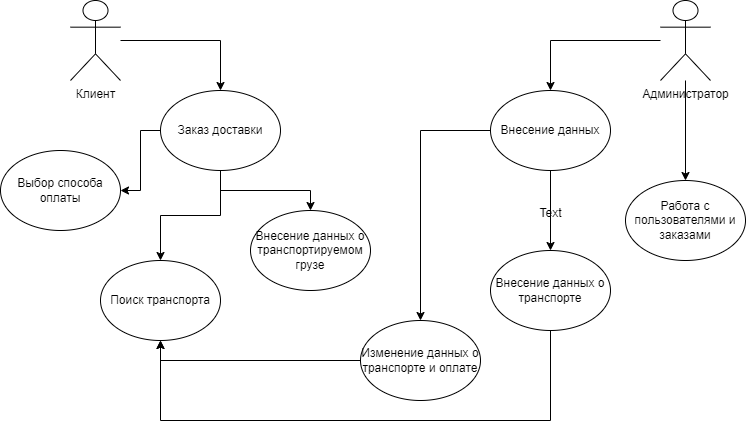 Клиент
Администратор
Заказ доставки
Внесение данных
Выбор способа
оплаты
Text
Работа с
пользователями и
заказами
Внесение данных о
транспортируемом
грузе
Поиск транспорта
Внесение данных о
транспорте
Изменение данных о
транспорте и оплате